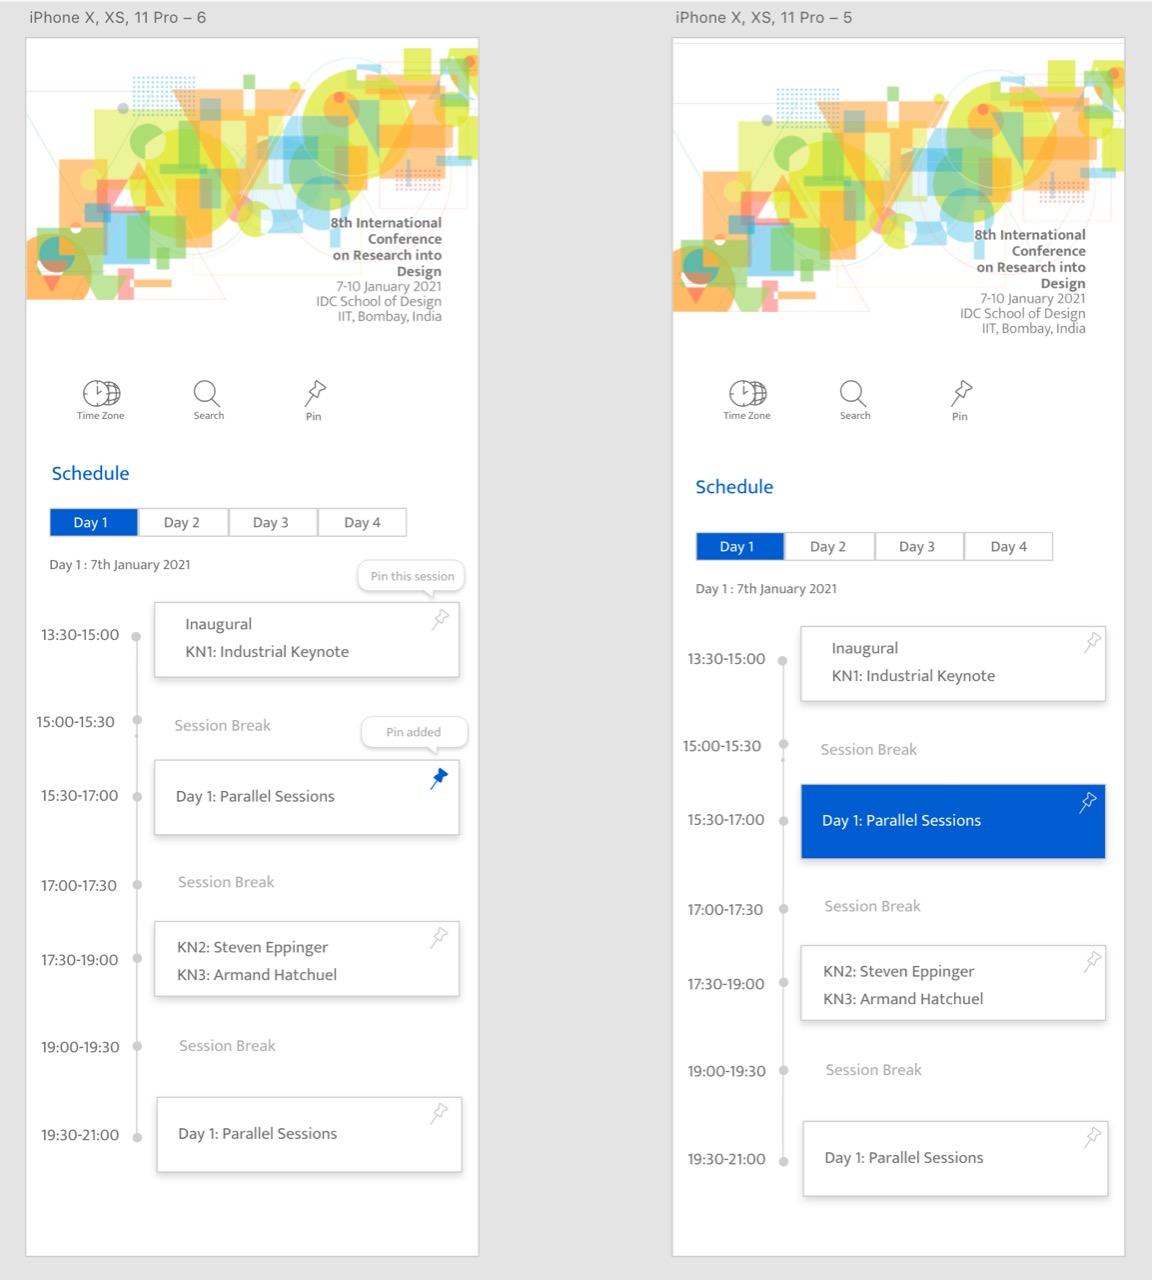 iPhone X, XS, 11 Pro – 6
8th International
Conference
on Research into
Design
7-10 January 2021
IDC School of Design
IIT, Bombay, India
Time Zone
Search
Pin
Schedule
Day 1
Day 2
Day 3
Day 4
Day 1 : 7th January 2021
Pin this session
13:30-15:00
Inaugural
KN1: Industrial Keynote
15:00-15:30
Session Break
Pin added
15:30-17:00
Day 1: Parallel Sessions
17:00-17:30
Session Break
17:30-19:00
KN2: Steven Eppinger
KN3: Armand Hatchuel
19:00-19:30
Session Break
19:30-21:00
Day 1: Parallel Sessions
iPhone X, XS, 11 Pro – 5
8th International
Conference
on Research into
Design
7-10 January 2021
IDC School of Design
IIT, Bombay, India
Time Zone
Search
Pin
Schedule
Day 1
Day 2
Day 3
Day 4
Day 1 : 7th January 2021
13:30-15:00
Inaugural
KN1: Industrial Keynote
15:00-15:30
Session Break
15:30-17:00
Day 1: Parallel Sessions
17:00-17:30
Session Break
17:30-19:00
KN2: Steven Eppinger
KN3: Armand Hatchuel
19:00-19:30
Session Break
19:30-21:00
Day 1: Parallel Sessions